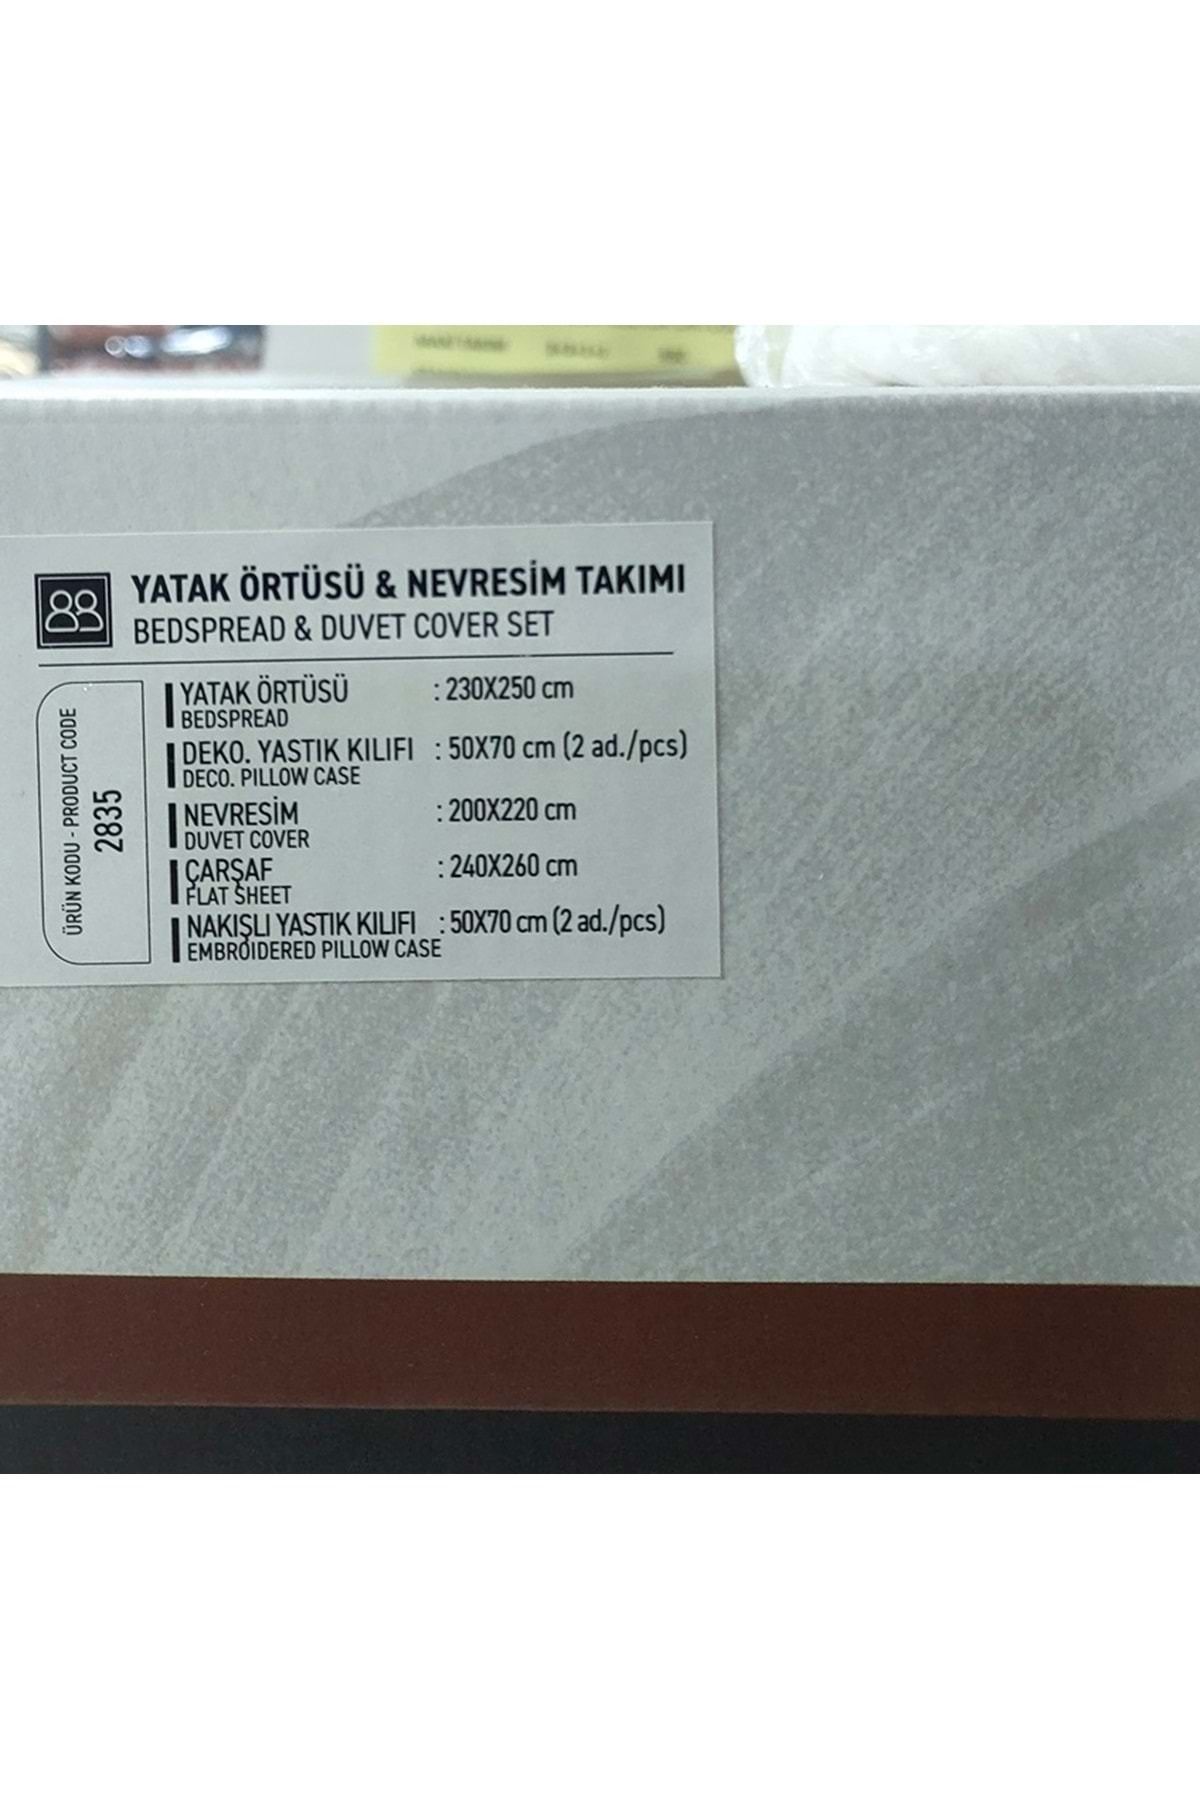 YATAK ÖRTÜSÜ & NEVRESİM TAKIMI
BEDSPREAD & DUVET COVER SET
ÜRÜN KODU - PRODUCT CODE
2835
YATAK ÖRTÜSÜ : 230X250 cm
BEDSPREAD
DEKO. YASTIK KILIFI : 50X70 cm (2 ad./pcs)
DECO. PILLOW CASE
NEVRESİM : 200X220 cm
DUVET COVER
ÇARŞAF : 240X260 cm
FLAT SHEET
NAKIŞLI YASTIK KILIFI : 50X70 cm (2 ad./pcs)
EMBROIDERED PILLOW CASE